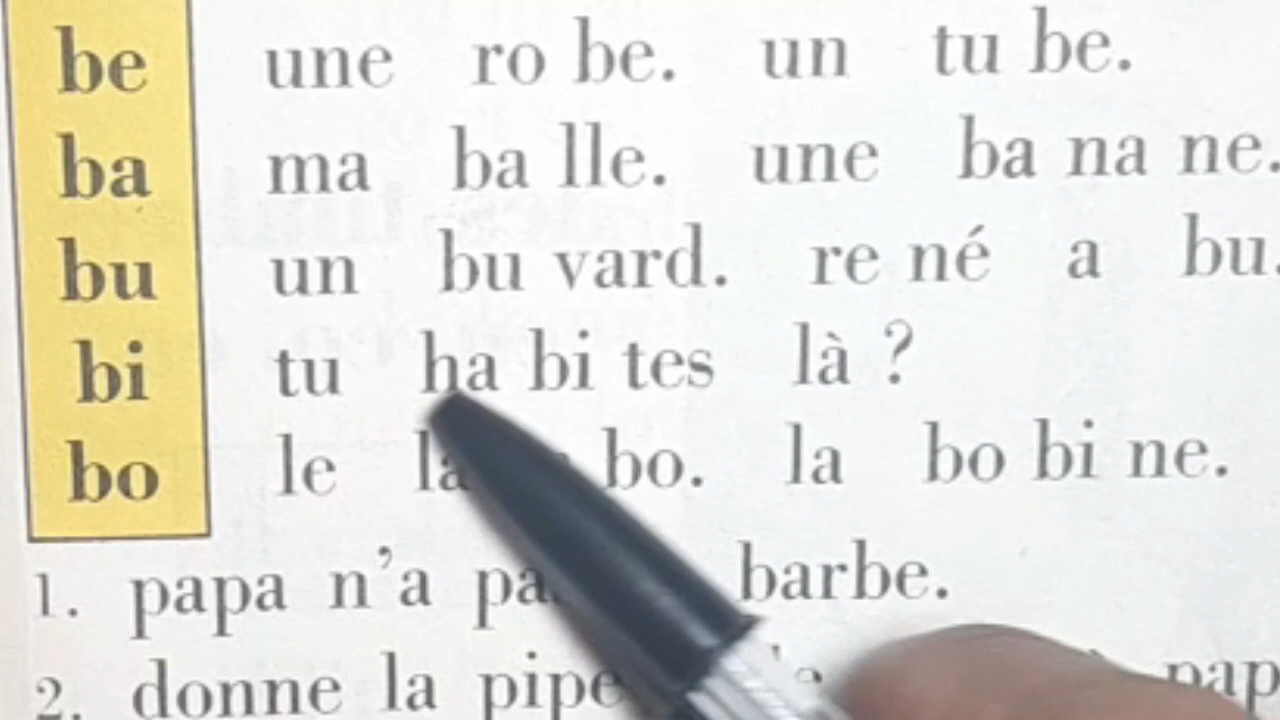 be une ro be. un tu be.
ba ma ba lle. une ba na ne.
bu un bu vard. re né a bu.
bi tu ha bi tes là ?
bo le bo. la bo bi ne.
1. papa n'a barbe.
2. donne la pipe